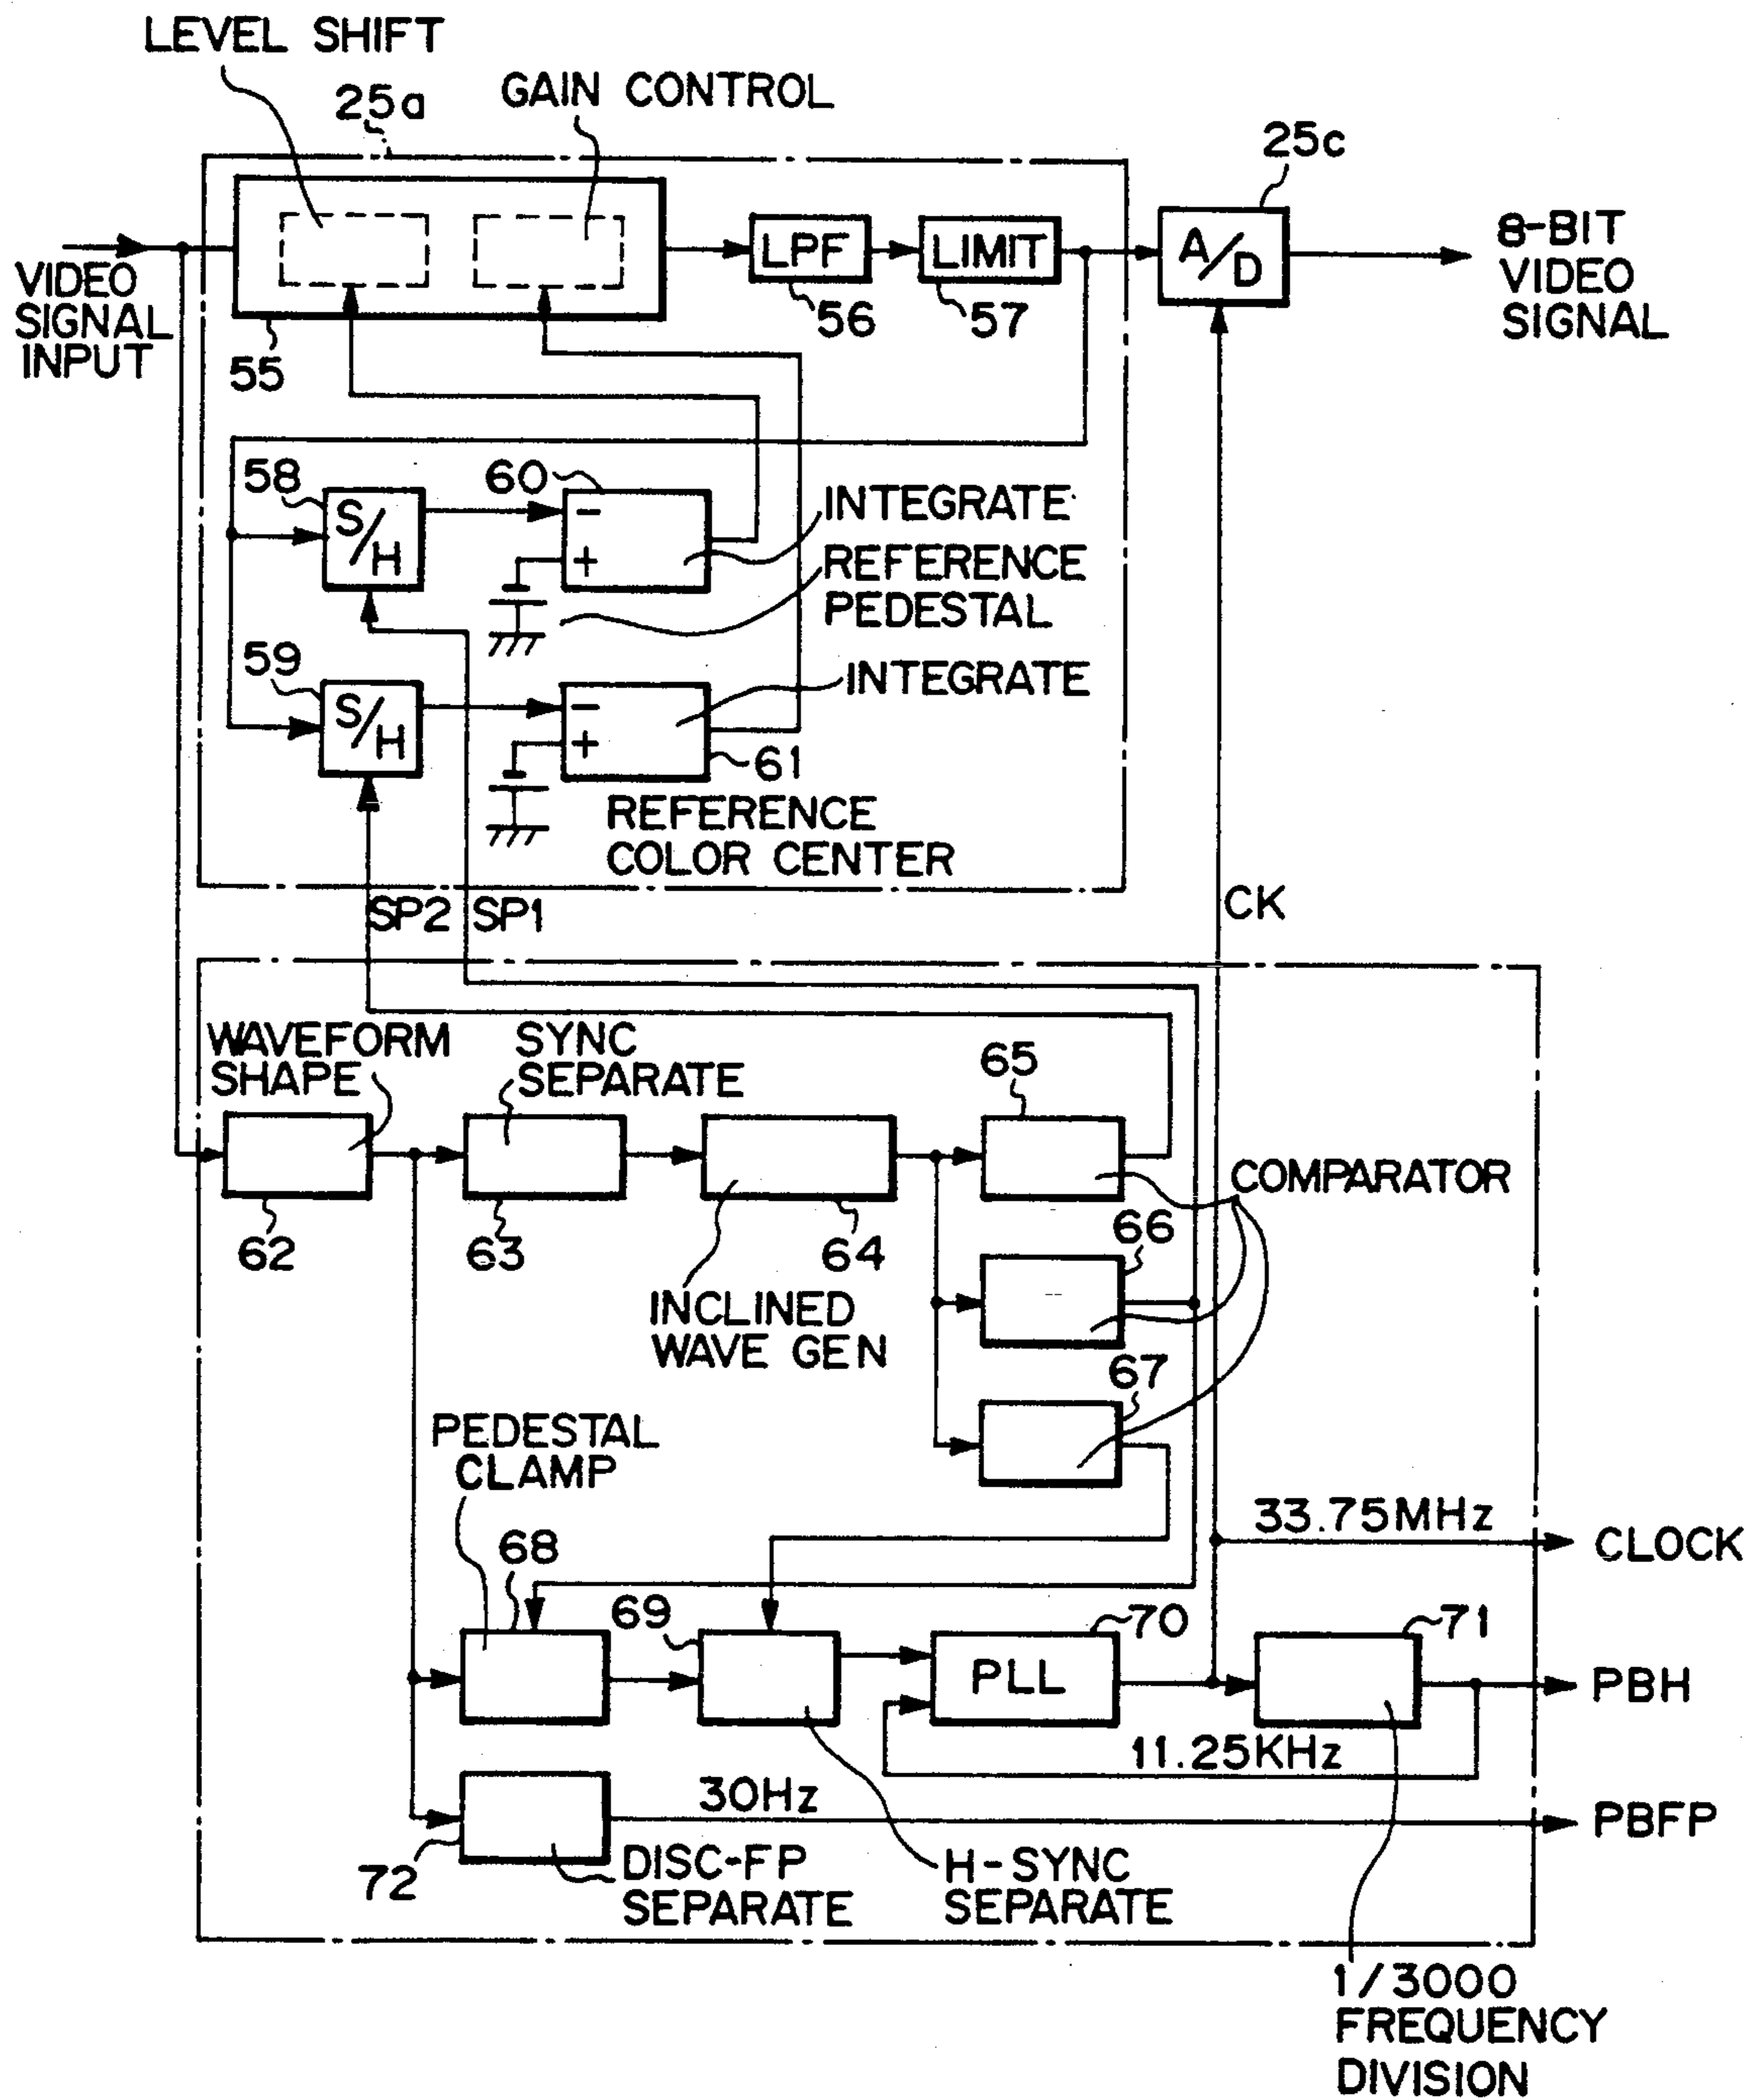 LEVEL SHIFT
25a
GAIN CONTROL
25c
VIDEO
SIGNAL
INPUT
55
LPF
56
LIMIT
57
A/D
8-BIT
VIDEO
SIGNAL
58
S/H
60
-
+
INTEGRATE
REFERENCE
PEDESTAL
59
S/H
-
+
INTEGRATE
61
REFERENCE
COLOR CENTER
SP2
SP1
CK
WAVEFORM
SHAPE
62
SYNC
SEPARATE
63
64
INCLINED
WAVE GEN
65
COMPARATOR
66
67
PEDESTAL
CLAMP
68
69
70
PLL
71
33.75MHz
CLOCK
PBH
11.25KHz
30Hz
PBFP
72
DISC-FP
SEPARATE
H-SYNC
SEPARATE
1/3000
FREQUENCY
DIVISION